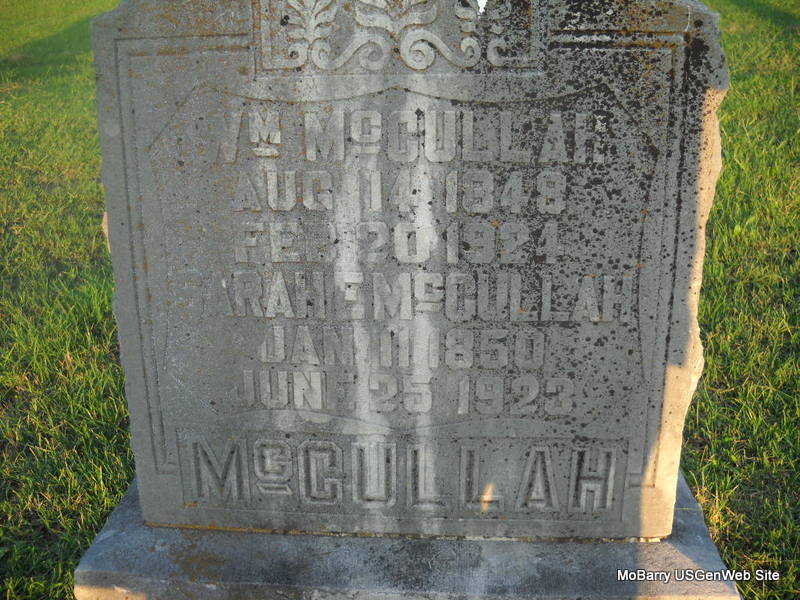 Wᴹ McCULLAH
AUG 14 1848
FEB 20 1924
SARAH E McCULLAH
JAN 11 1850
JUNE 25 1923
McCULLAH
MoBarry USGenWeb Site